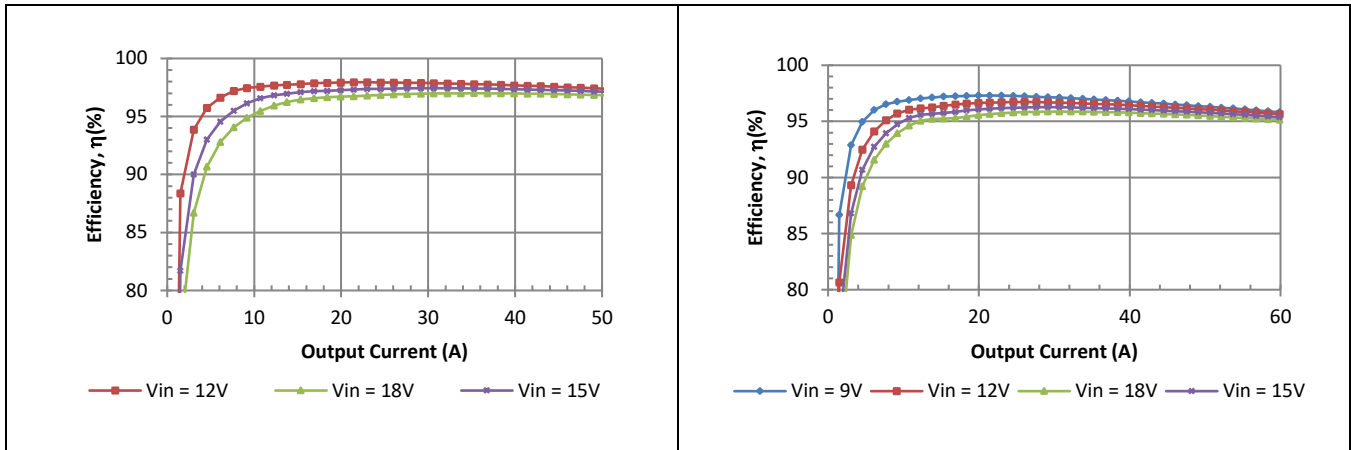 100
95
90
85
80
Efficiency, η(%)
0 10 20 30 40 50
Output Current (A)
Vin = 12V Vin = 18V Vin = 15V
100
95
90
85
80
Efficiency, η(%)
0 20 40 60
Output Current (A)
Vin = 9V Vin = 12V Vin = 18V Vin = 15V